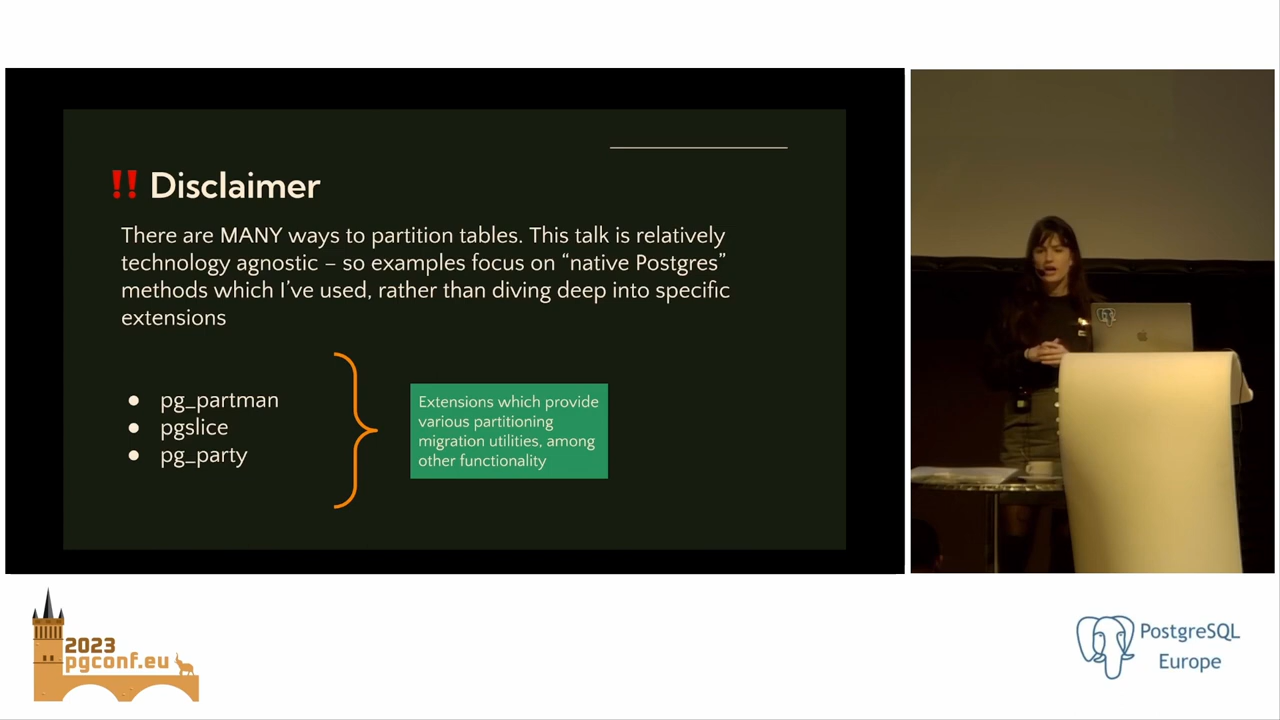 ‼ Disclaimer
There are MANY ways to partition tables. This talk is relatively
technology agnostic – so examples focus on “native Postgres”
methods which I’ve used, rather than diving deep into specific
extensions
● pg_partman
● pgslice
● pg_party
Extensions which provide
various partitioning
migration utilities, among
other functionality
2023
pgconf.eu
PostgreSQL
Europe